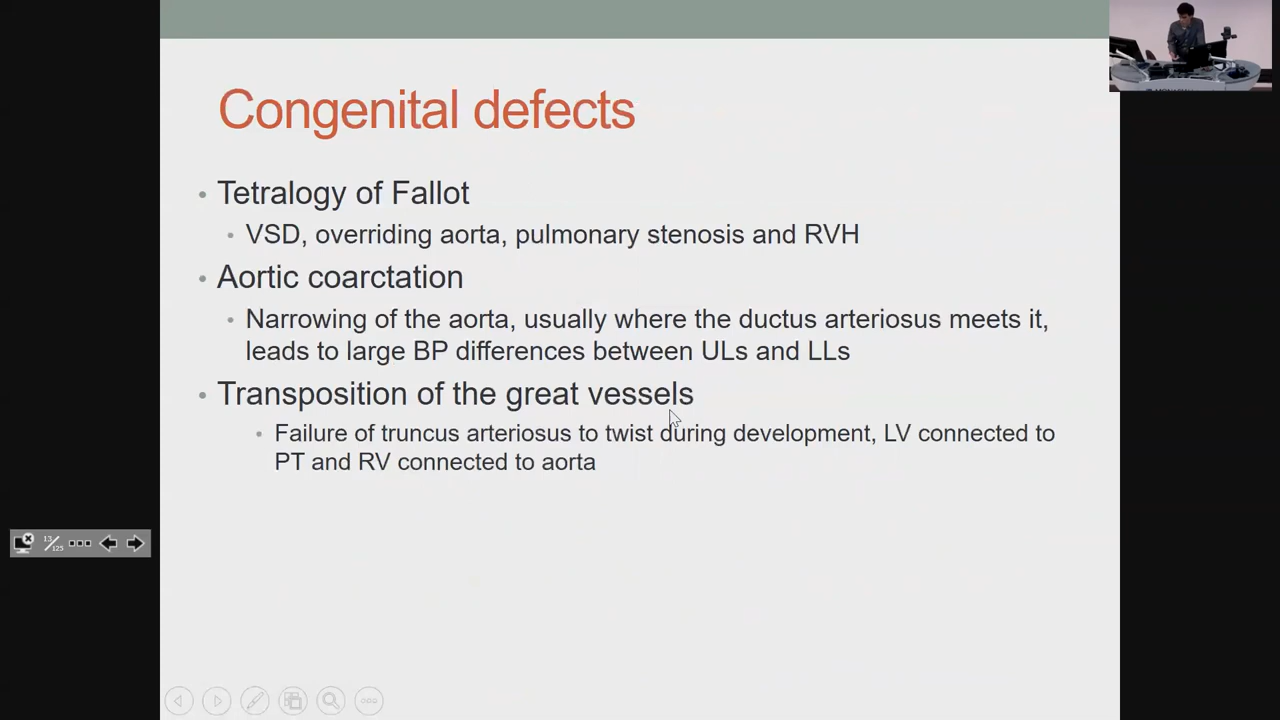 Congenital defects
• Tetralogy of Fallot
• VSD, overriding aorta, pulmonary stenosis and RVH
• Aortic coarctation
• Narrowing of the aorta, usually where the ductus arteriosus meets it,
leads to large BP differences between ULs and LLs
• Transposition of the great vessels
• Failure of truncus arteriosus to twist during development, LV connected to
PT and RV connected to aorta
13/125